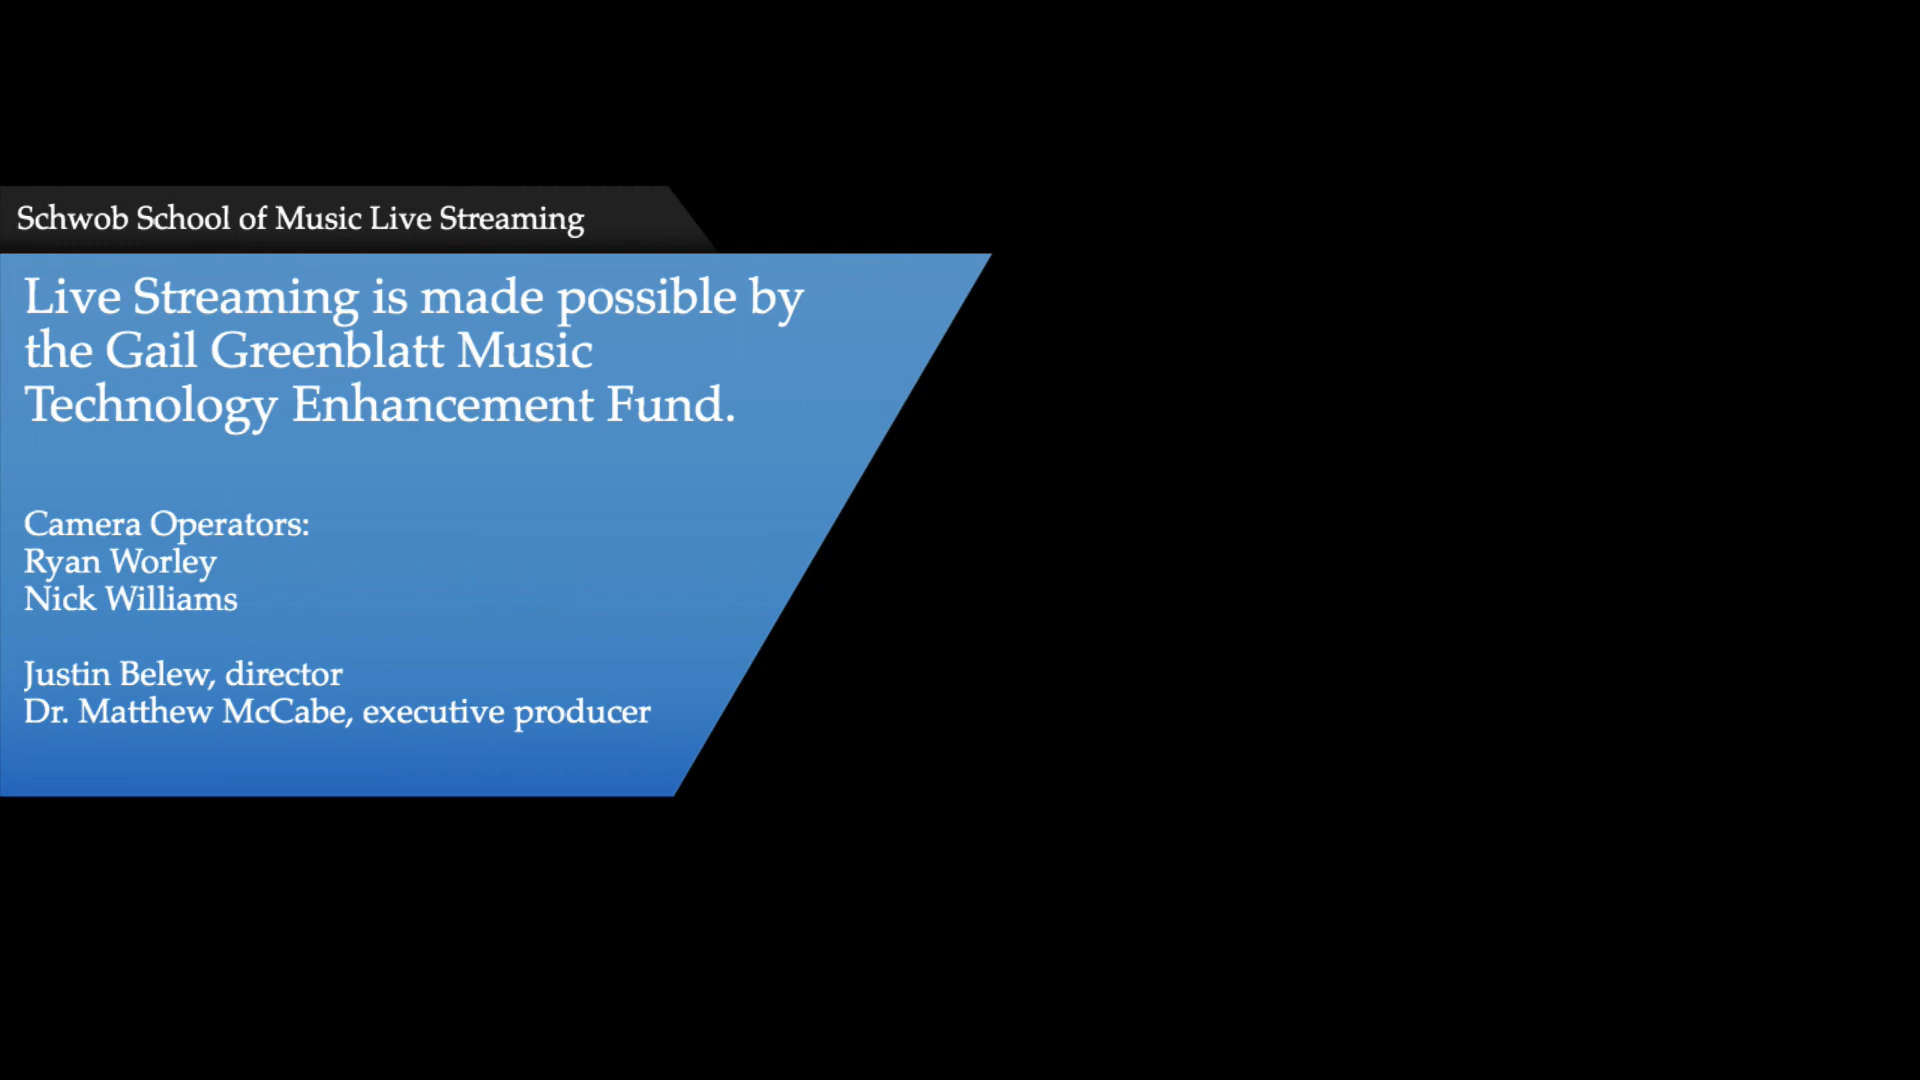 Schwob School of Music Live Streaming
Live Streaming is made possible by
the Gail Greenblatt Music
Technology Enhancement Fund.
Camera Operators:
Ryan Worley
Nick Williams
Justin Belew, director
Dr. Matthew McCabe, executive producer